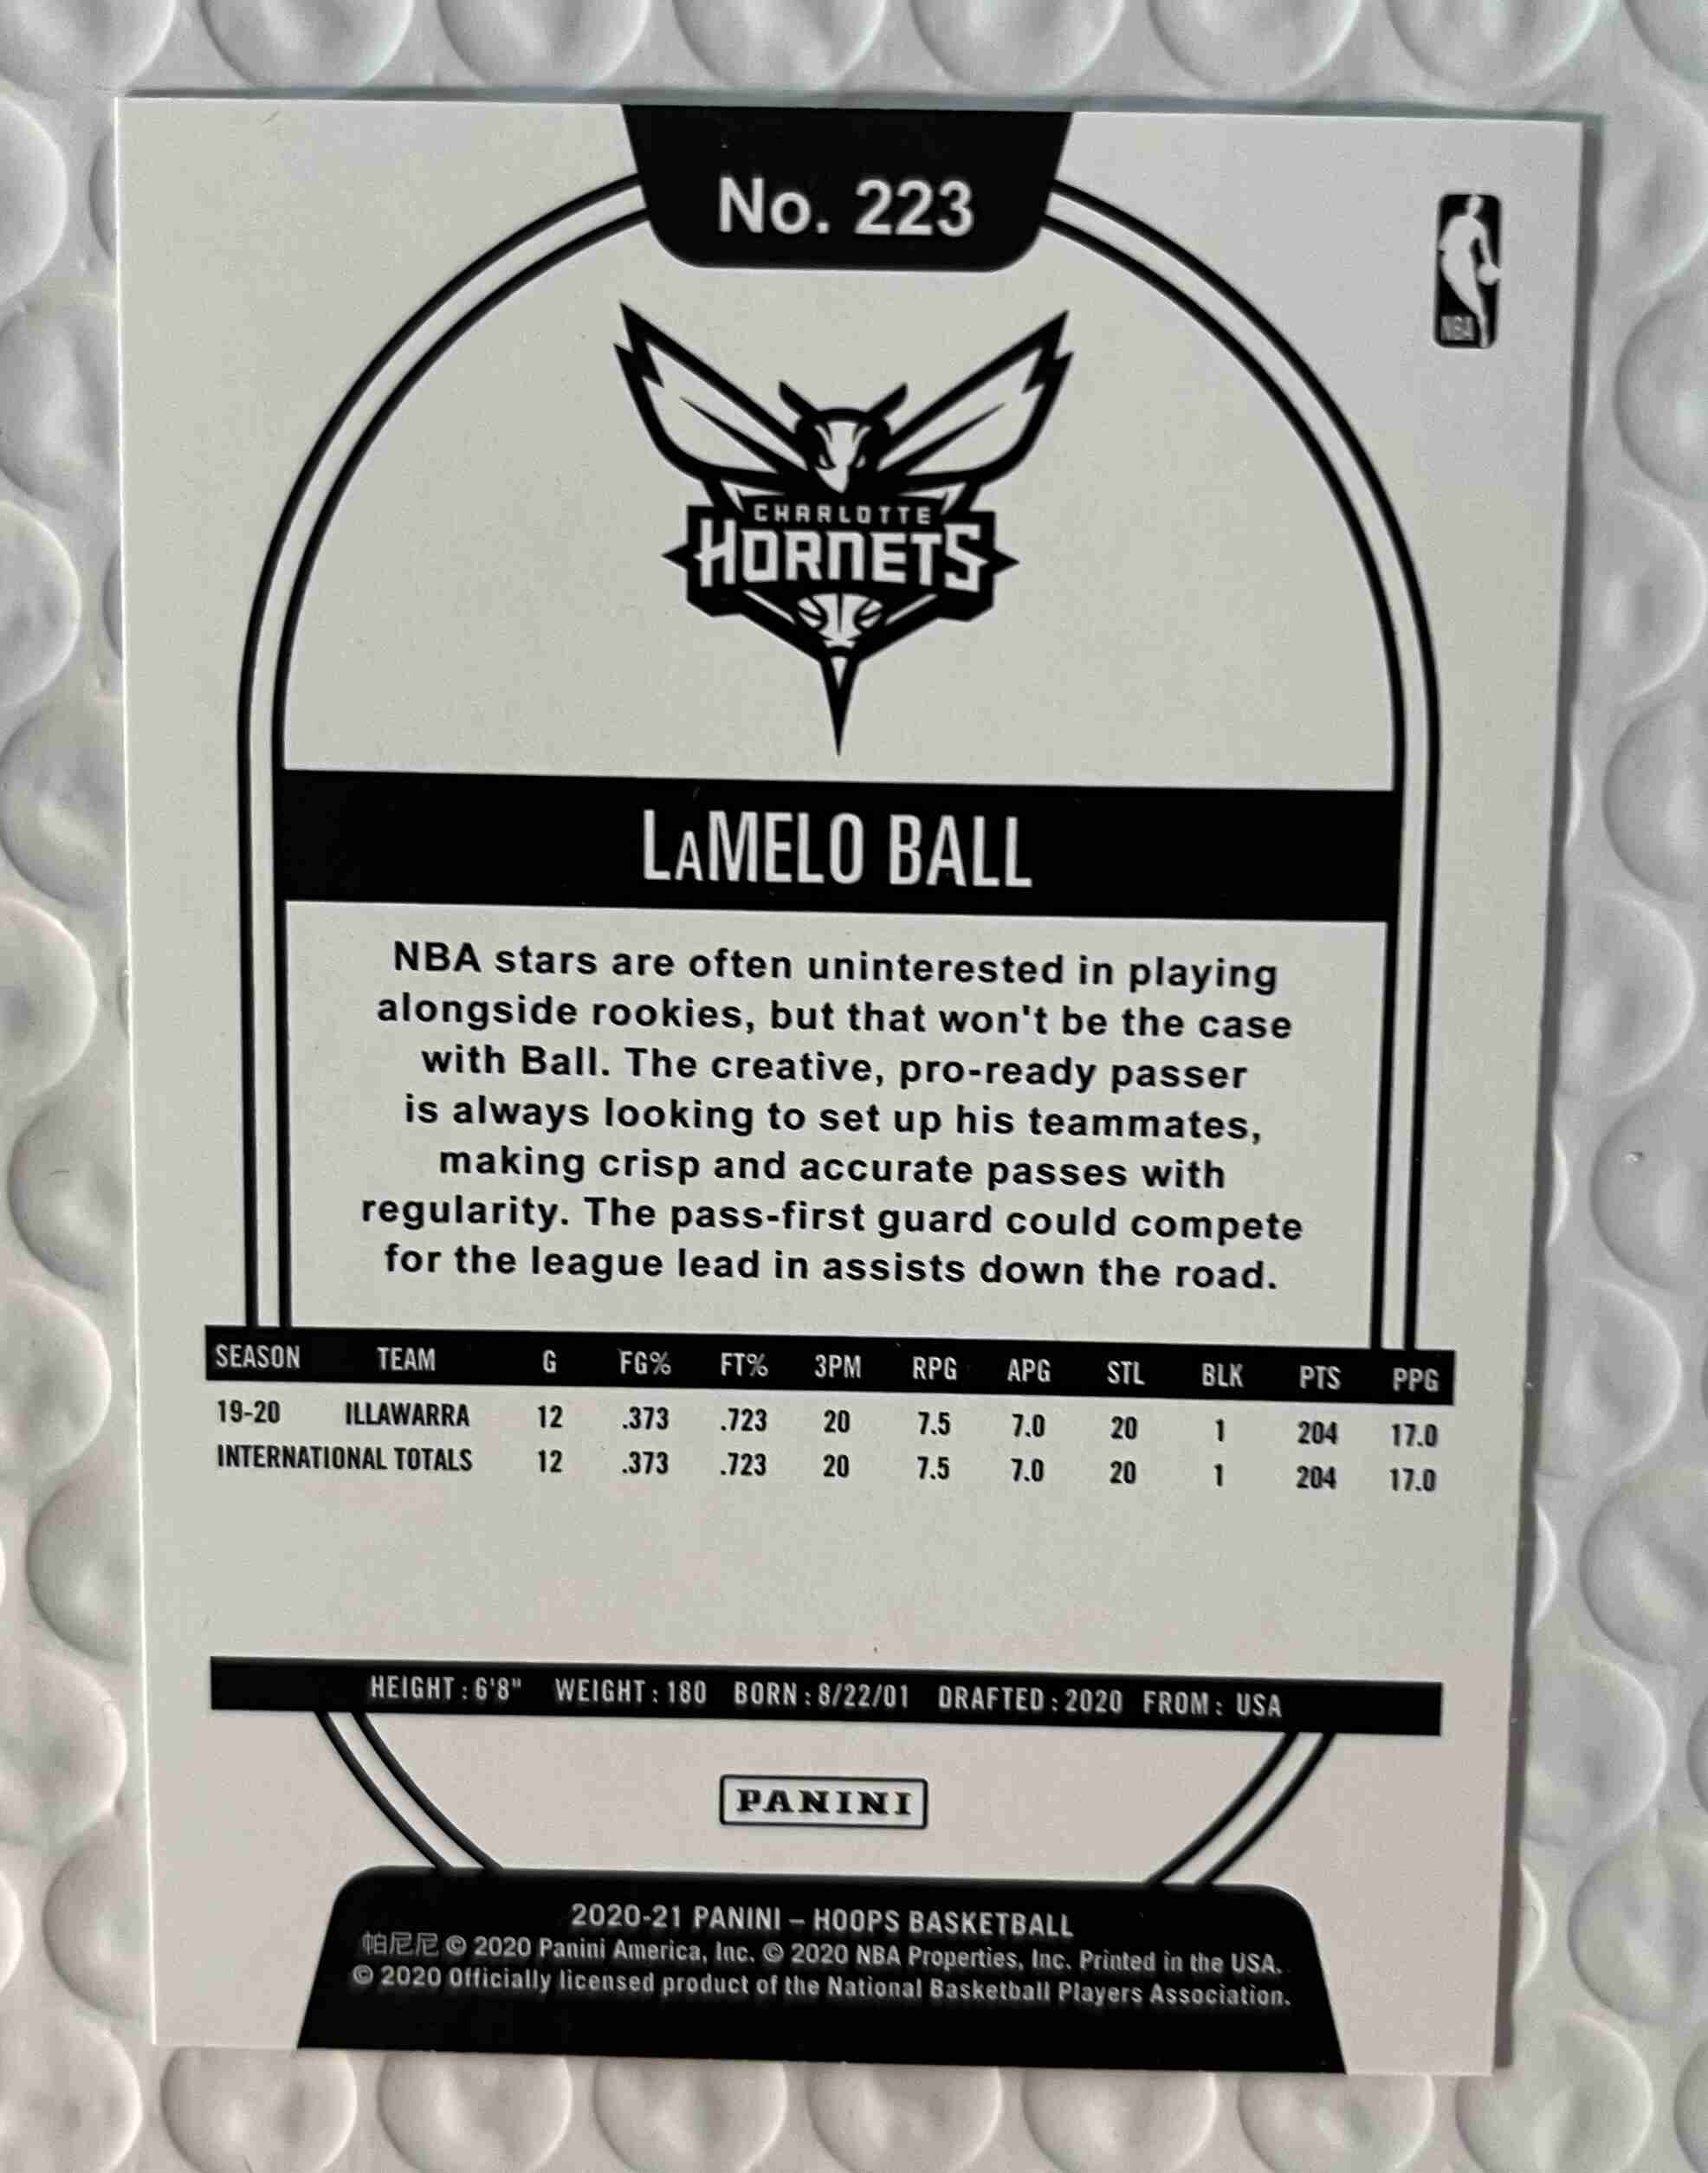 No. 223
NBA
CHARLOTTE
HORNETS
LAMELO BALL
NBA stars are often uninterested in playing
alongside rookies, but that won't be the case
with Ball. The creative, pro-ready passer
is always looking to set up his teammates,
making crisp and accurate passes with
regularity. The pass-first guard could compete
for the league lead in assists down the road.
SEASON TEAM G FG% FT% 3PM RPG APG STL BLK PTS PPG
19-20 ILLAWARRA 12 .373 .723 20 7.5 7.0 20 1 204 17.0
INTERNATIONAL TOTALS 12 .373 .723 20 7.5 7.0 20 1 204 17.0
HEIGHT : 6'8" WEIGHT : 180 BORN : 8/22/01 DRAFTED : 2020 FROM : USA
PANINI
2020-21 PANINI – HOOPS BASKETBALL
帕尼尼 © 2020 Panini America, Inc. © 2020 NBA Properties, Inc. Printed in the USA.
© 2020 Officially licensed product of the National Basketball Players Association.